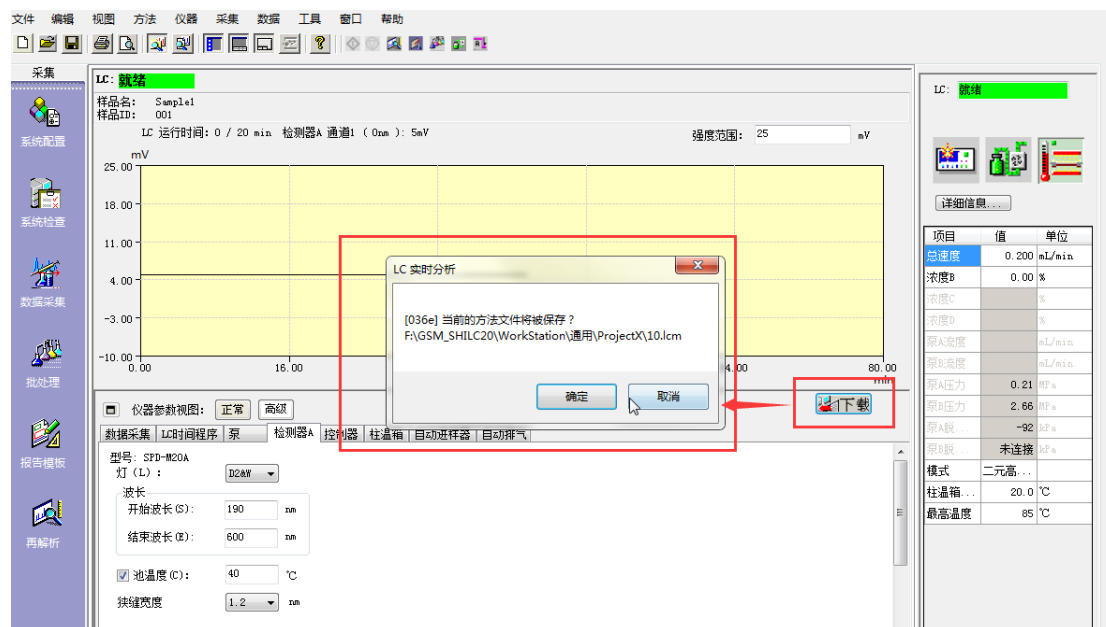 文件 编辑 视图 方法 仪器 采集 数据 工具 窗口 帮助
采集
系统配置
系统检查
数据采集
批处理
报告模板
再解析
LC: 就绪
样品名: Sample1
样品ID: 001
LC 运行时间: 0 / 20 min 检测器A 通道1 ( 0nm ): 5mV
强度范围: 25 mV
mV
25.00
18.00
11.00
4.00
-3.00
-10.00
0.00 16.00 4.00 80.00
min
LC 实时分析
[036e] 当前的方法文件将被保存？
F:\GSM_SHILC20\WorkStation\通用\ProjectX\10.lcm
确定 取消
仪器参数视图: 正常 高级
下载
数据采集 LC时间程序 泵 检测器A 控制器 柱温箱 自动进样器 自动排气
型号: SPD-M20A
灯(L): D2&W
波长
开始波长(S): 190 nm
结束波长(E): 600 nm
池温度(C): 40 ℃
狭缝宽度 1.2 nm
LC: 就绪
详细信息...
项目 值 单位
总速度 0.200 mL/min
浓度B 0.00 %
浓度C %
浓度D %
泵A流度 mL/min
泵B流度 mL/min
泵A压力 0.21 MPa
泵B压力 2.66 MPa
泵A脱... -92 kPa
泵B脱... 未连接 kPa
模式 二元高...
柱温箱... 20.0 ℃
最高温度 85 ℃